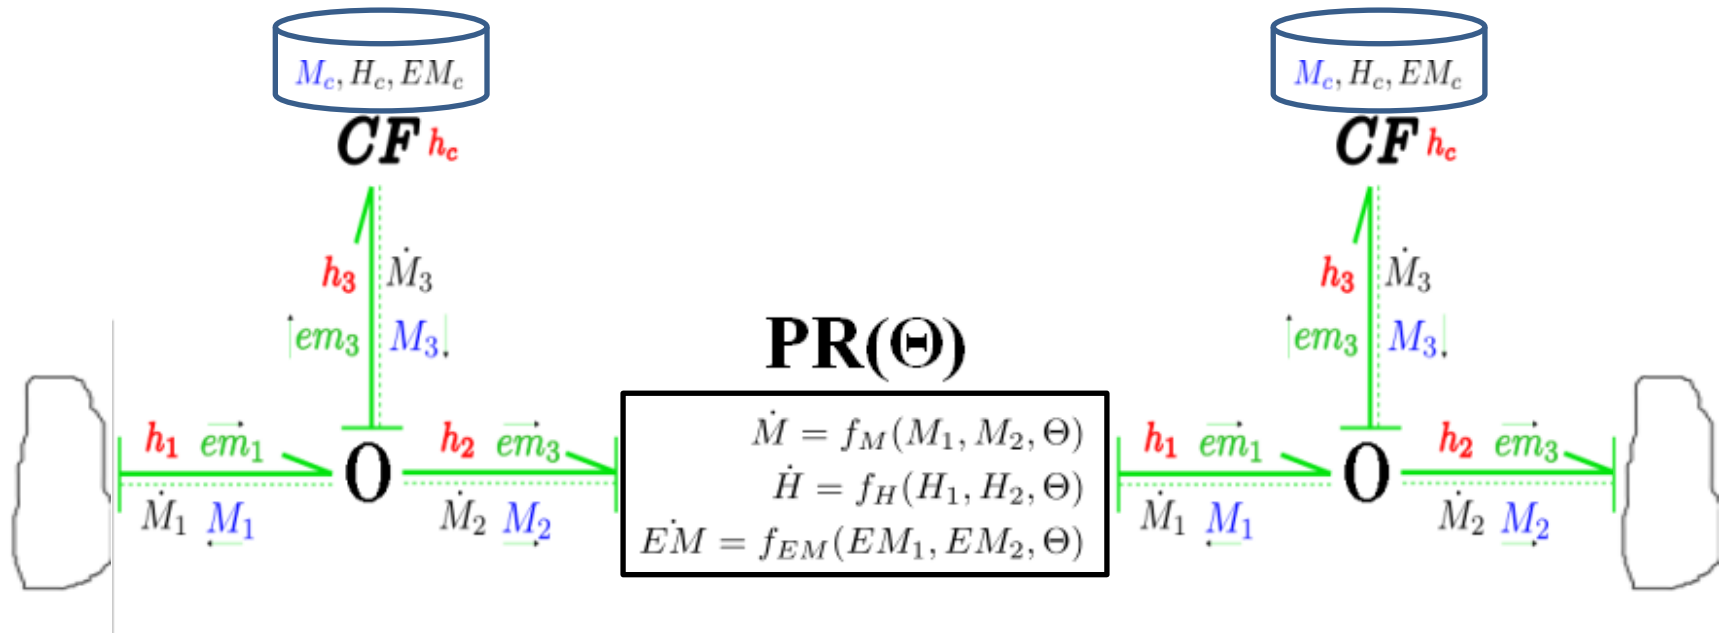 M_c, H_c, EM_c
CF h_c
h_3 Ṁ_3
em_3 M_3
h_1 em_1
Ṁ_1 M_1
0
h_2 em_3
Ṁ_2 M_2
PR(Θ)
Ṁ = f_M(M_1, M_2, Θ)
Ḣ = f_H(H_1, H_2, Θ)
EṀ = f_{EM}(EM_1, EM_2, Θ)
M_c, H_c, EM_c
CF h_c
h_3 Ṁ_3
em_3 M_3
h_1 em_1
Ṁ_1 M_1
0
h_2 em_3
Ṁ_2 M_2